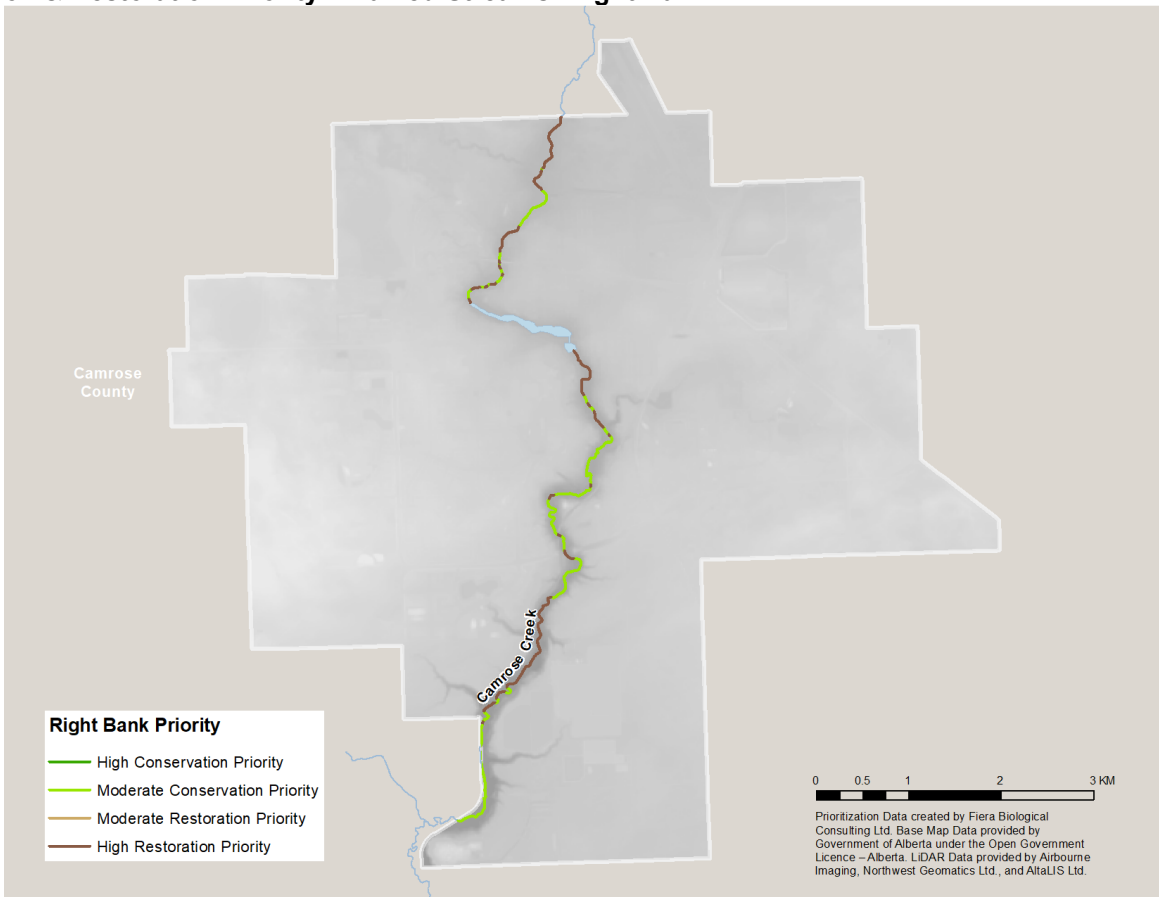 Camrose
County
Camrose Creek
Right Bank Priority
High Conservation Priority
Moderate Conservation Priority
Moderate Restoration Priority
High Restoration Priority
0 0.5 1 2 3 KM
Prioritization Data created by Fiera Biological
Consulting Ltd. Base Map Data provided by
Government of Alberta under the Open Government
Licence – Alberta. LiDAR Data provided by Airbourne
Imaging, Northwest Geomatics Ltd., and AltaLIS Ltd.